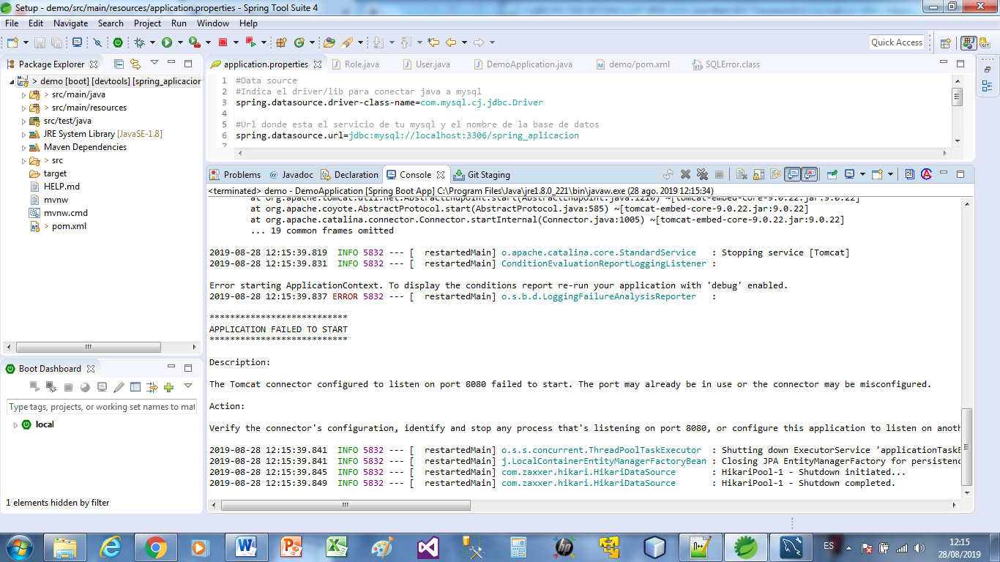 Setup - demo/src/main/resources/application.properties - Spring Tool Suite 4
File Edit Navigate Search Project Run Window Help
Quick Access
Package Explorer
> demo [boot] [devtools] [spring_aplicacion
> src/main/java
> src/main/resources
src/test/java
JRE System Library [JavaSE-1.8]
Maven Dependencies
> src
target
HELP.md
mvnw
mvnw.cmd
> pom.xml
Boot Dashboard
Type tags, projects, or working set names to mat
local
1 elements hidden by filter
application.properties Role.java User.java DemoApplication.java demo/pom.xml SQLError.class
1 #Data source
2 #Indica el driver/lib para conectar java a mysql
3 spring.datasource.driver-class-name=com.mysql.cj.jdbc.Driver
4
5 #Url donde esta el servicio de tu mysql y el nombre de la base de datos
6 spring.datasource.url=jdbc:mysql://localhost:3306/spring_aplicacion
7
Problems @ Javadoc Declaration Console Git Staging
<terminated> demo - DemoApplication [Spring Boot App] C:\Program Files\Java\jre1.8.0_221\bin\javaw.exe (28 ago. 2019 12:15:34)
at org.apache.tomcat.util.net.AbstractEndpoint.start(AbstractEndpoint.java:1210) ~[tomcat-embed-core-9.0.22.jar:9.0.22]
at org.apache.coyote.AbstractProtocol.start(AbstractProtocol.java:585) ~[tomcat-embed-core-9.0.22.jar:9.0.22]
at org.apache.catalina.connector.Connector.startInternal(Connector.java:1005) ~[tomcat-embed-core-9.0.22.jar:9.0.22]
... 19 common frames omitted
2019-08-28 12:15:39.819 INFO 5832 --- [ restartedMain] o.apache.catalina.core.StandardService : Stopping service [Tomcat]
2019-08-28 12:15:39.831 INFO 5832 --- [ restartedMain] ConditionEvaluationReportLoggingListener :
Error starting ApplicationContext. To display the conditions report re-run your application with 'debug' enabled.
2019-08-28 12:15:39.837 ERROR 5832 --- [ restartedMain] o.s.b.d.LoggingFailureAnalysisReporter :
***************************
APPLICATION FAILED TO START
***************************
Description:
The Tomcat connector configured to listen on port 8080 failed to start. The port may already be in use or the connector may be misconfigured.
Action:
Verify the connector's configuration, identify and stop any process that's listening on port 8080, or configure this application to listen on anoth
2019-08-28 12:15:39.841 INFO 5832 --- [ restartedMain] o.s.s.concurrent.ThreadPoolTaskExecutor : Shutting down ExecutorService 'applicationTaskE
2019-08-28 12:15:39.841 INFO 5832 --- [ restartedMain] j.LocalContainerEntityManagerFactoryBean : Closing JPA EntityManagerFactory for persistenc
2019-08-28 12:15:39.845 INFO 5832 --- [ restartedMain] com.zaxxer.hikari.HikariDataSource : HikariPool-1 - Shutdown initiated...
2019-08-28 12:15:39.849 INFO 5832 --- [ restartedMain] com.zaxxer.hikari.HikariDataSource : HikariPool-1 - Shutdown completed.
ES
12:15
28/08/2019